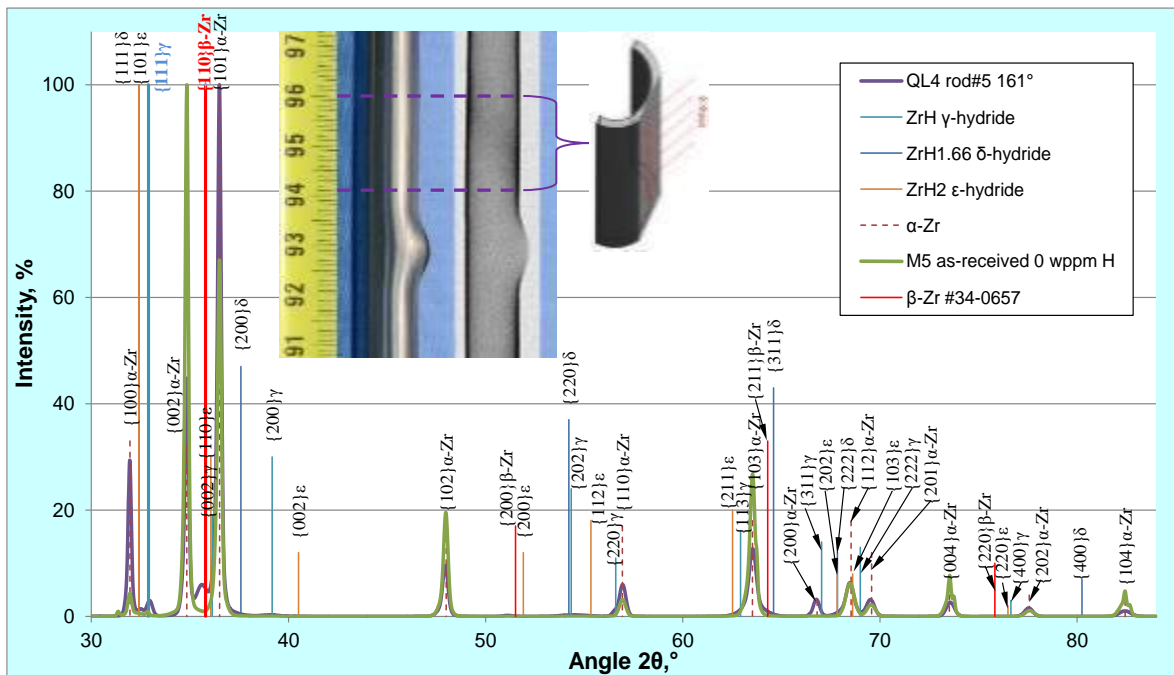 Intensity, %
100
80
60
40
20
0
30
40
50
60
70
80
Angle 2θ,°
{111}δ
{101}ε
{111}γ
{110}β-Zr
{101}α-Zr
{100}α-Zr
{002}α-Zr
{002}γ
{110}ε
{200}δ
{200}γ
{002}ε
{102}α-Zr
{200}β-Zr
{200}ε
{220}δ
{202}γ
{112}ε
{220}γ
{110}α-Zr
{211}ε
{113}γ
{103}α-Zr
{211}β-Zr
{311}δ
{200}α-Zr
{311}γ
{202}ε
{222}δ
{112}α-Zr
{103}ε
{222}γ
{201}α-Zr
{004}α-Zr
{220}β-Zr
{220}ε
{400}γ
{202}α-Zr
{400}δ
{104}α-Zr
97
96
95
94
93
92
91
QL4 rod#5 161°
ZrH γ-hydride
ZrH1.66 δ-hydride
ZrH2 ε-hydride
α-Zr
M5 as-received 0 wppm H
β-Zr #34-0657